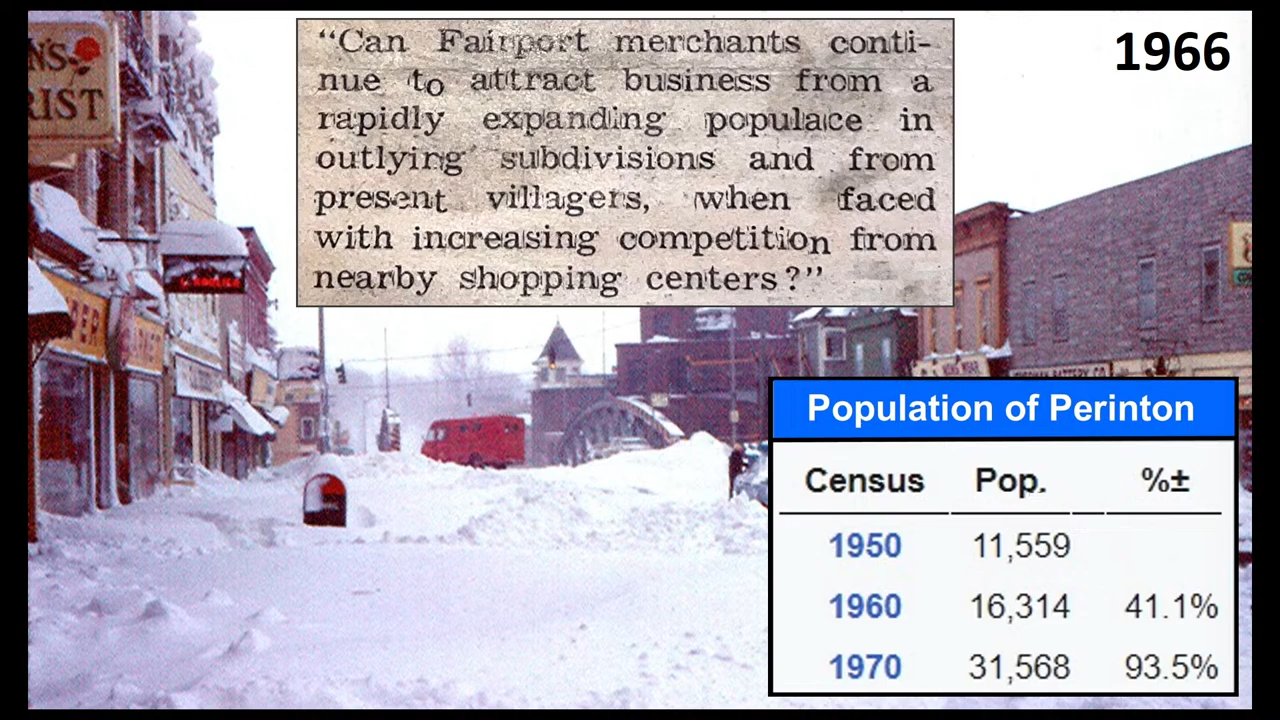 1966
“Can Fairport merchants conti-
nue to attract business from a
rapidly expanding populace in
outlying subdivisions and from
present villagers, when faced
with increasing competition from
nearby shopping centers?”
Population of Perinton
Census Pop. %±
1950 11,559
1960 16,314 41.1%
1970 31,568 93.5%